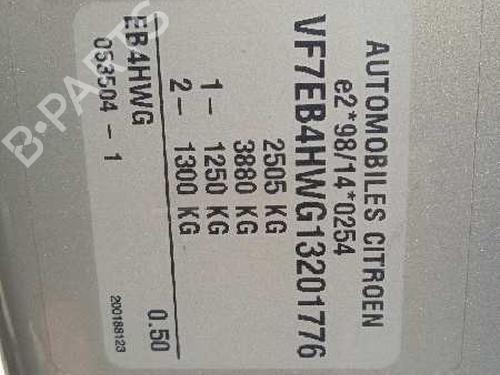 AUTOMOBILES CITROEN
e2*98/14*0254
VF7EB4HWG13201776
2505 KG
3880 KG
1 - 1250 KG
2 - 1300 KG
EB4HWG 0.50
053504 - 1 200188123
B-PARTS